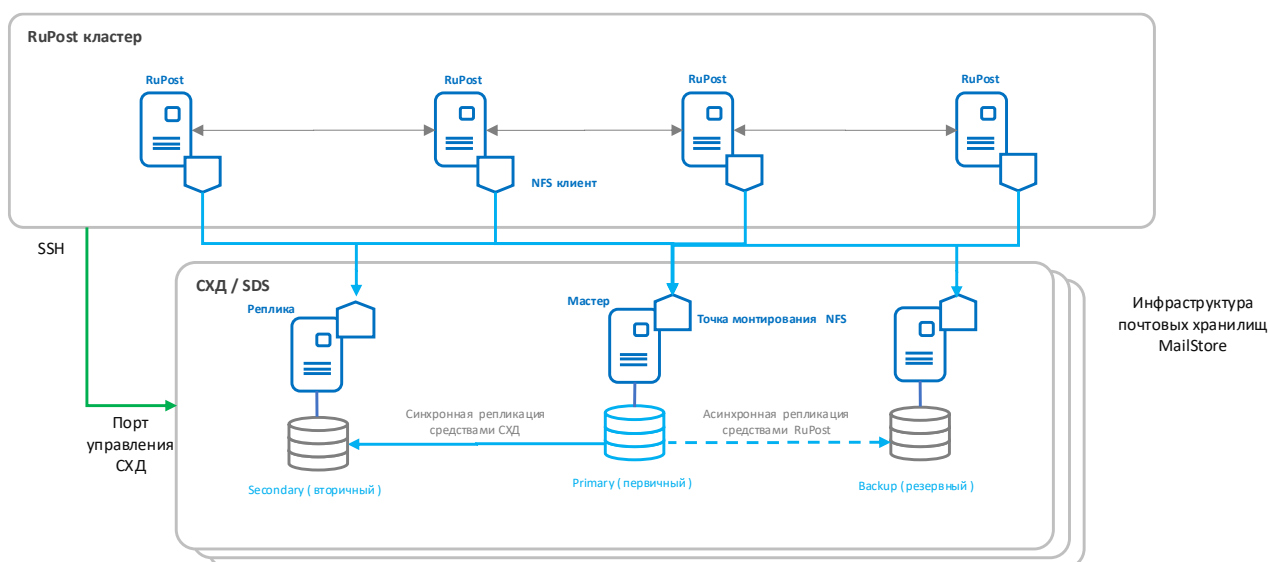 RuPost кластер
RuPost
RuPost
RuPost
RuPost
NFS клиент
SSH
СХД / SDS
Реплика
Мастер
Точка монтирования NFS
Инфраструктура
почтовых хранилищ
MailStore
Порт
управления
СХД
Синхронная репликация
средствами СХД
Асинхронная репликация
средствами RuPost
Secondary ( вторичный )
Primary ( первичный )
Backup ( резервный )